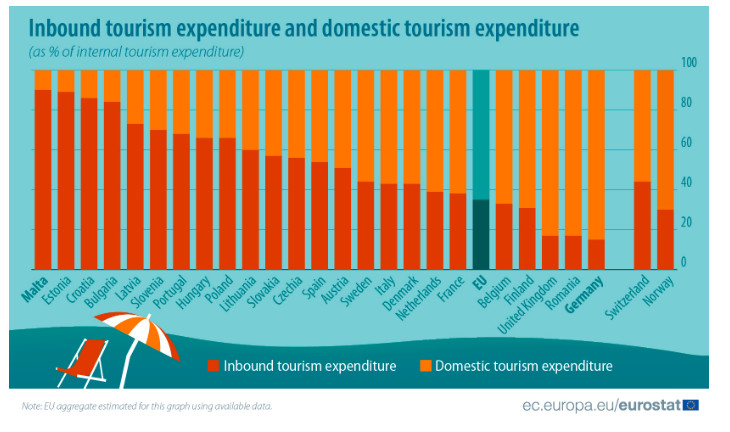 Inbound tourism expenditure and domestic tourism expenditure
(as % of internal tourism expenditure)
100
80
60
40
20
0
Malta
Estonia
Croatia
Bulgaria
Latvia
Slovenia
Portugal
Hungary
Poland
Lithuania
Slovakia
Czechia
Spain
Austria
Sweden
Italy
Denmark
Netherlands
France
EU
Belgium
Finland
United Kingdom
Romania
Germany
Switzerland
Norway
Inbound tourism expenditure
Domestic tourism expenditure
Note: EU aggregate estimated for this graph using available data.
ec.europa.eu/eurostat